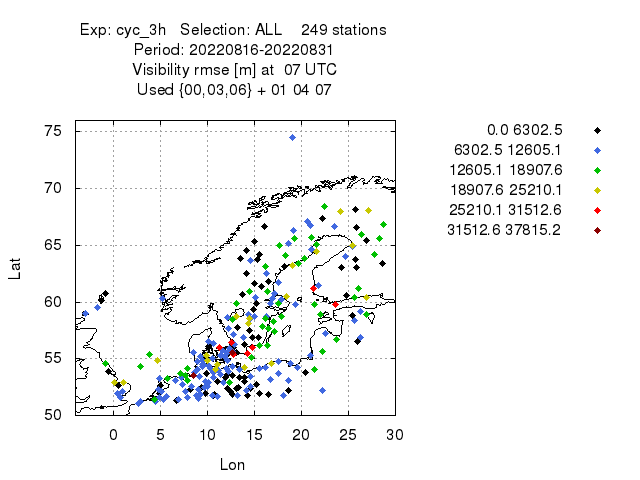 Exp: cyc_3h   Selection: ALL    249 stations
Period: 20220816-20220831
Visibility rmse [m] at  07 UTC
Used {00,03,06} + 01 04 07
0.0 6302.5
6302.5 12605.1
12605.1 18907.6
18907.6 25210.1
25210.1 31512.6
31512.6 37815.2
75
70
65
60
55
50
Lat
0 5 10 15 20 25 30
Lon